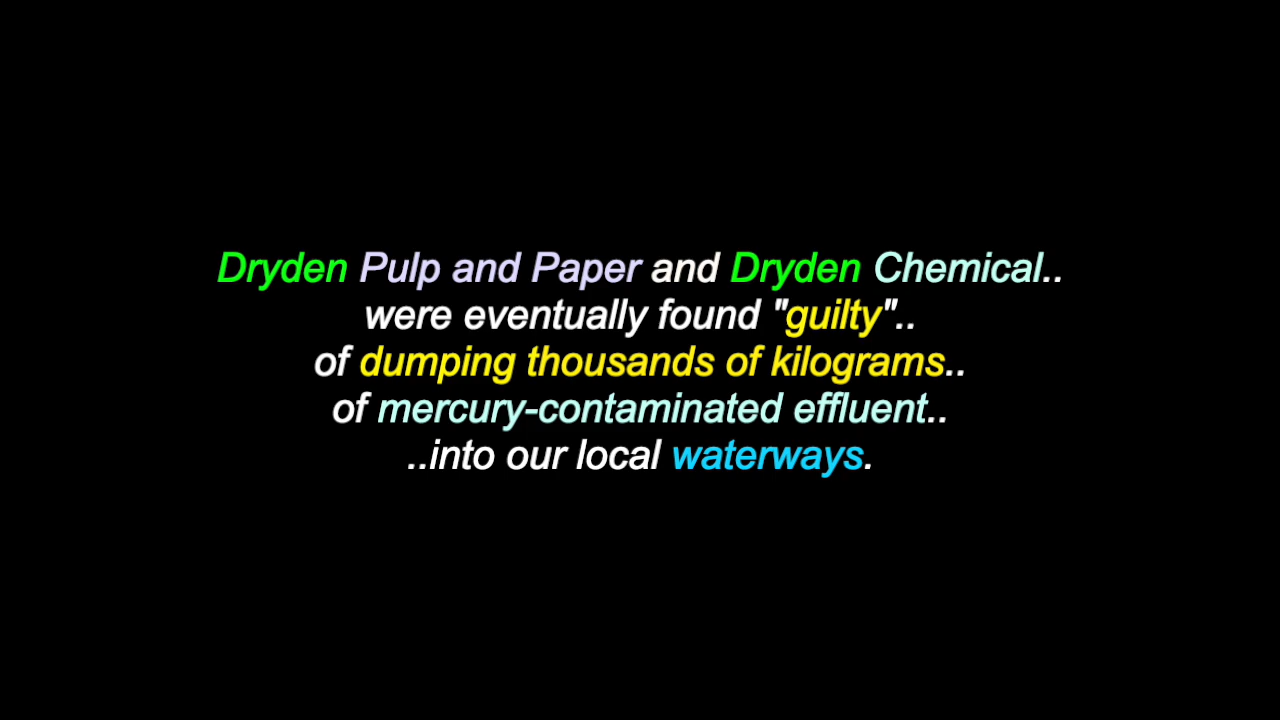 Dryden Pulp and Paper and Dryden Chemical..
were eventually found "guilty"..
of dumping thousands of kilograms..
of mercury-contaminated effluent..
..into our local waterways.